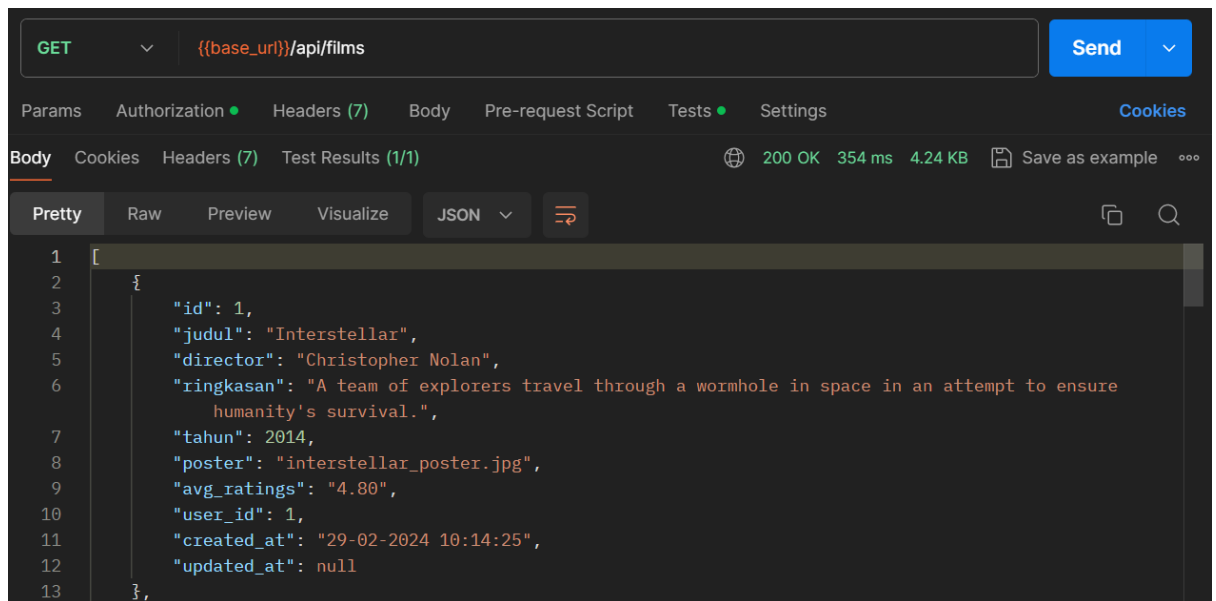 GET {{base_url}}/api/films Send
Params Authorization Headers (7) Body Pre-request Script Tests Settings Cookies
Body Cookies Headers (7) Test Results (1/1) 200 OK 354 ms 4.24 KB Save as example
Pretty Raw Preview Visualize JSON
1 [
2 {
3 "id": 1,
4 "judul": "Interstellar",
5 "director": "Christopher Nolan",
6 "ringkasan": "A team of explorers travel through a wormhole in space in an attempt to ensure
humanity's survival.",
7 "tahun": 2014,
8 "poster": "interstellar_poster.jpg",
9 "avg_ratings": "4.80",
10 "user_id": 1,
11 "created_at": "29-02-2024 10:14:25",
12 "updated_at": null
13 },